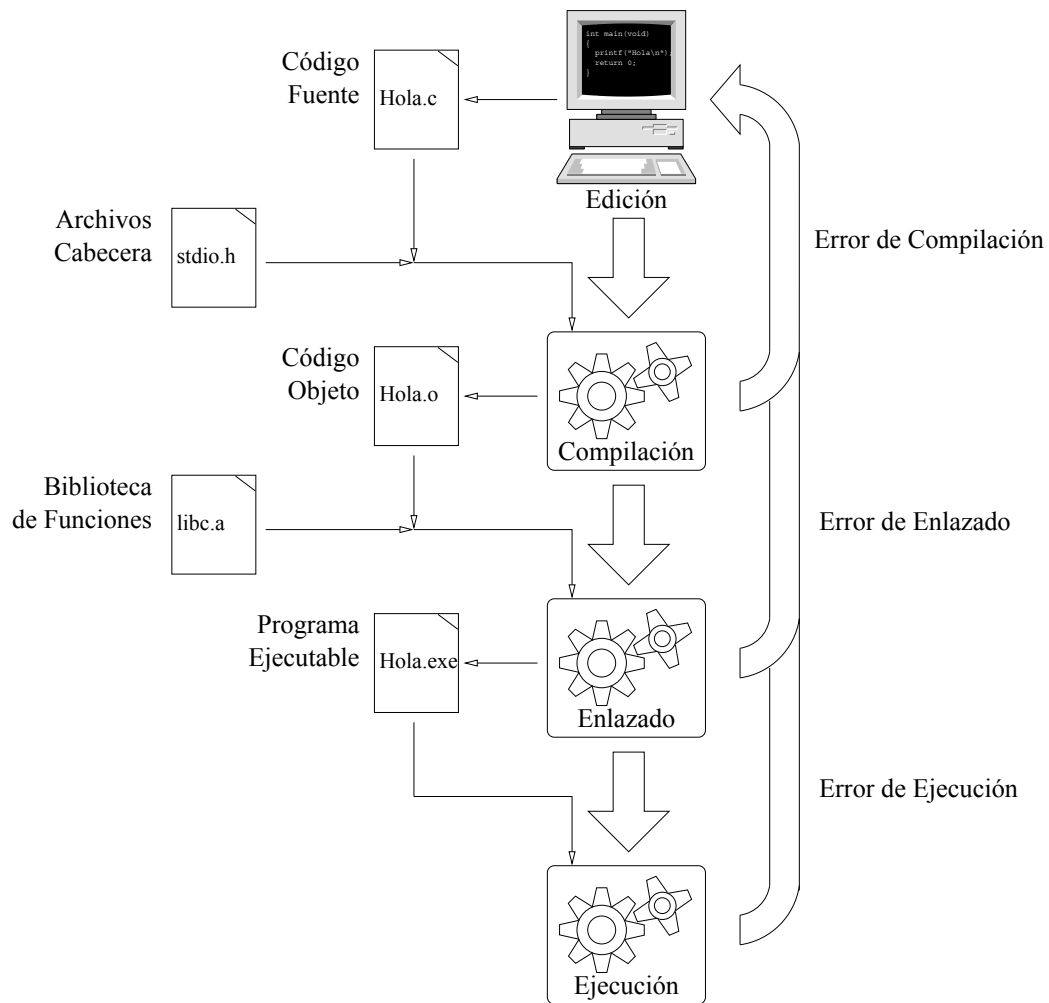 int main(void)
{
printf("Hola\n");
return 0;
}
Código
Fuente
Hola.c
Edición
Archivos
Cabecera
stdio.h
Error de Compilación
Código
Objeto
Hola.o
Compilación
Biblioteca
de Funciones
libc.a
Error de Enlazado
Programa
Ejecutable
Hola.exe
Enlazado
Error de Ejecución
Ejecución